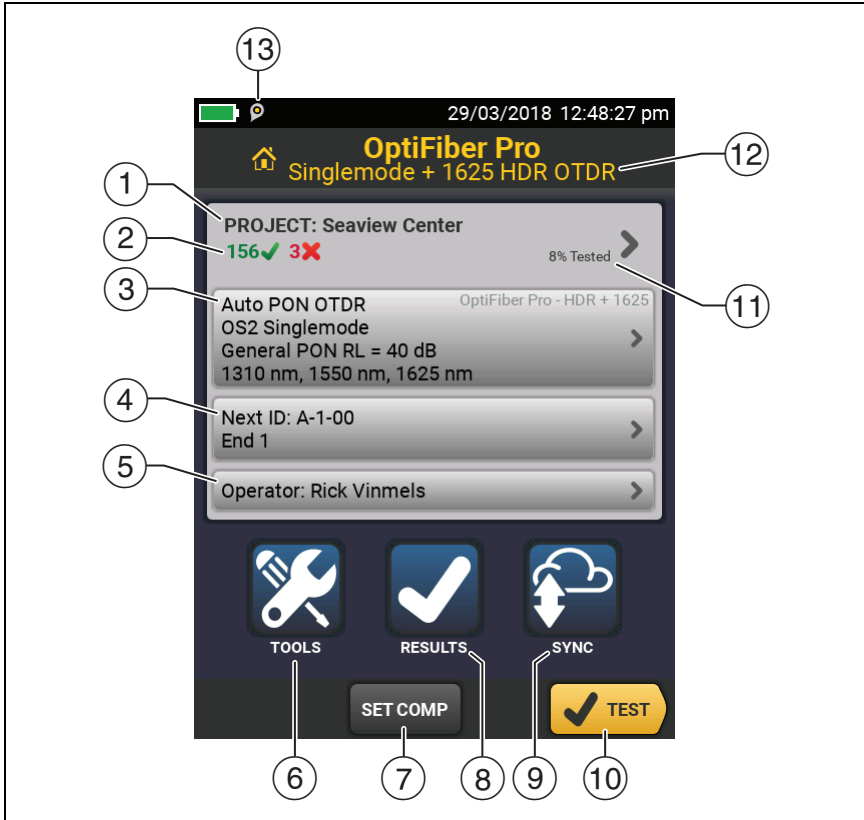 13
29/03/2018 12:48:27 pm
OptiFiber Pro
Singlemode + 1625 HDR OTDR
12
1
PROJECT: Seaview Center
2
156 3
8% Tested
3
Auto PON OTDR
OptiFiber Pro - HDR + 1625
11
OS2 Singlemode
General PON RL = 40 dB
1310 nm, 1550 nm, 1625 nm
4
Next ID: A-1-00
End 1
5
Operator: Rick Vinmels
TOOLS
RESULTS
SYNC
SET COMP
TEST
6
7
8
9
10